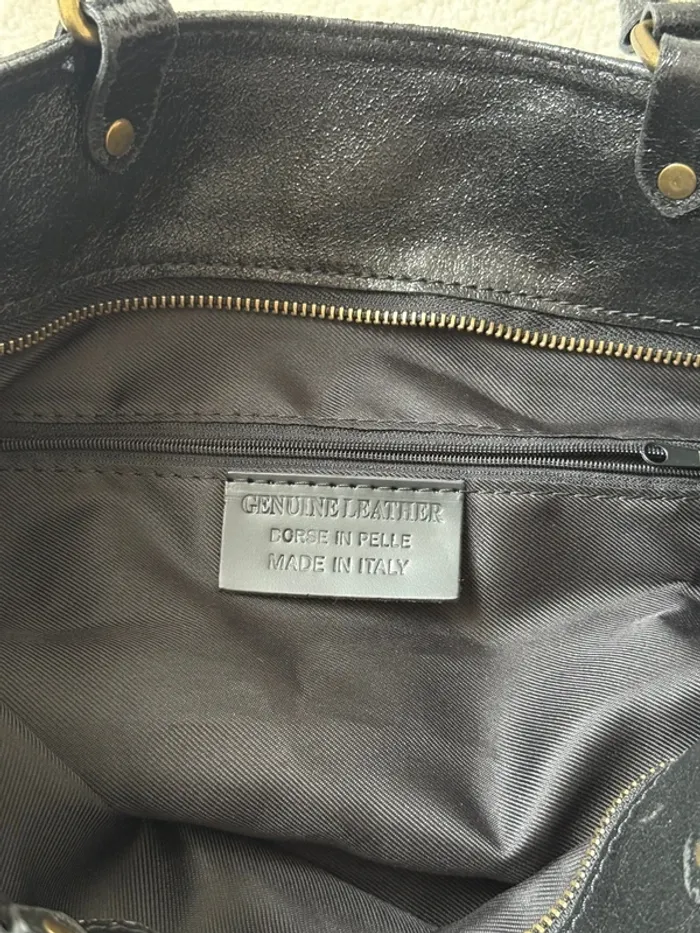 GENUINE LEATHER
BORSE IN PELLE
MADE IN ITALY